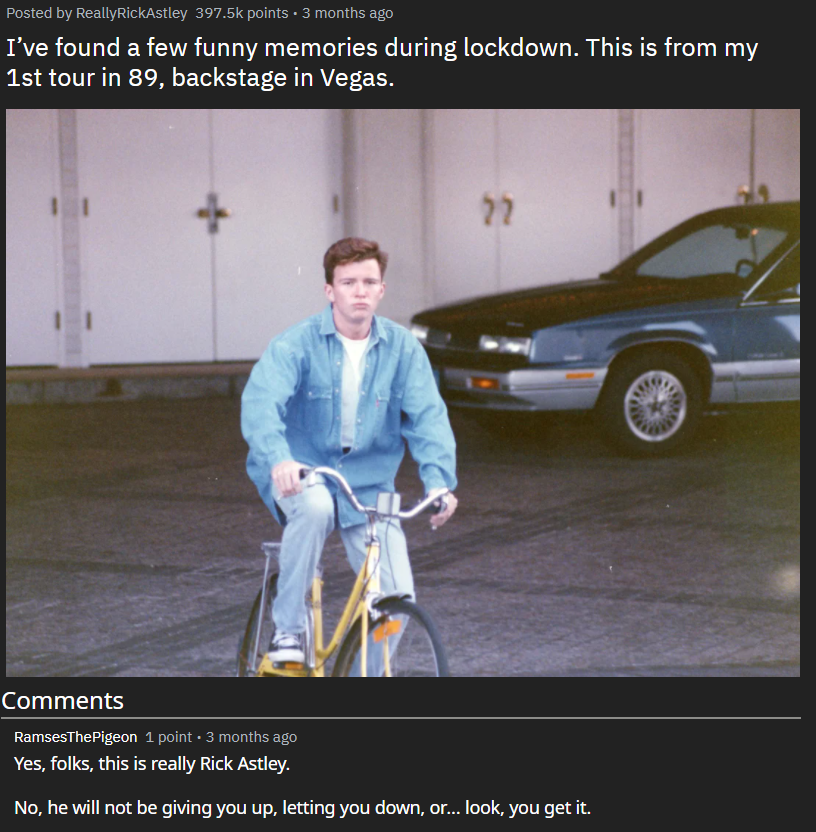 Posted by ReallyRickAstley 397.5k points • 3 months ago
I’ve found a few funny memories during lockdown. This is from my
1st tour in 89, backstage in Vegas.
Comments
RamsesThePigeon 1 point • 3 months ago
Yes, folks, this is really Rick Astley.
No, he will not be giving you up, letting you down, or... look, you get it.